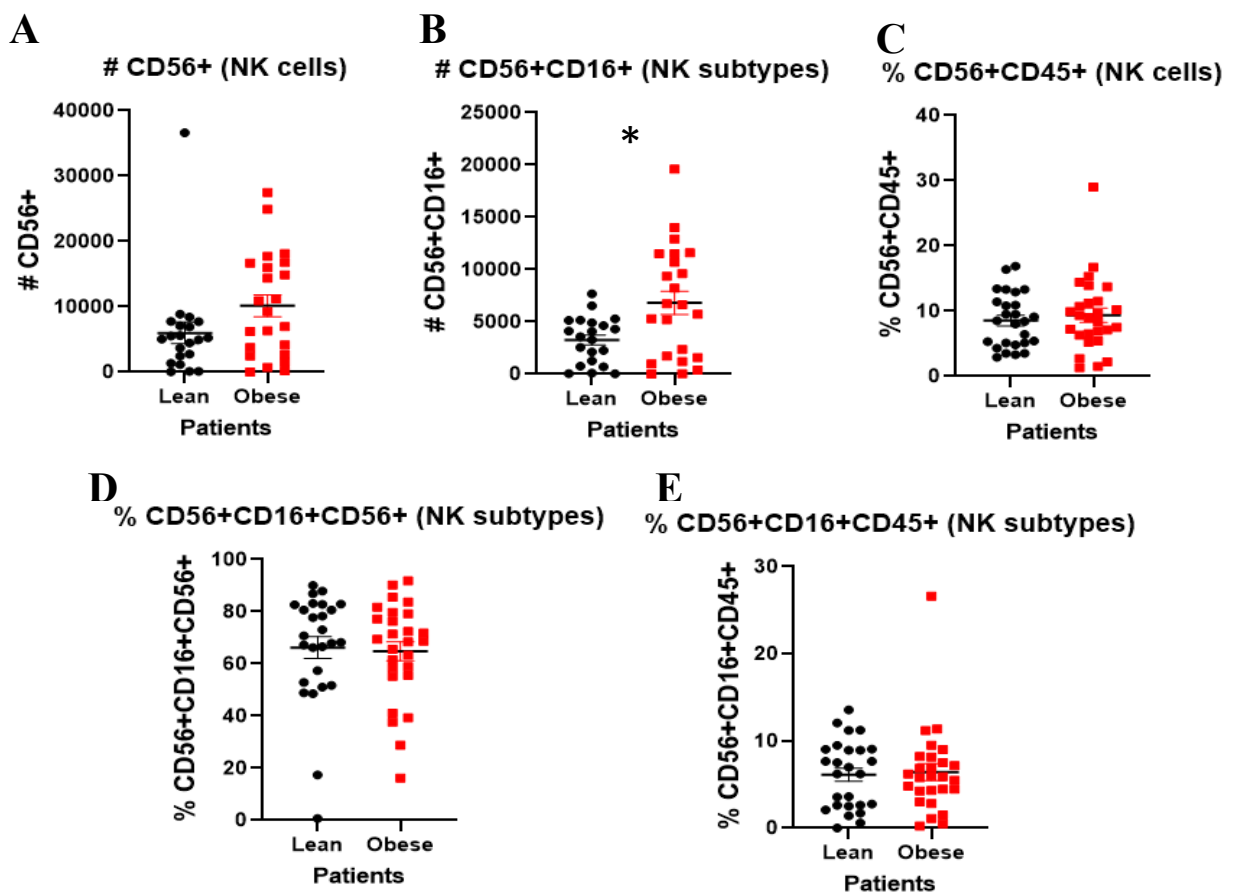 A
# CD56+ (NK cells)
# CD56+
40000
30000
20000
10000
0
Lean
Obese
Patients
B
# CD56+CD16+ (NK subtypes)
*
# CD56+CD16+
25000
20000
15000
10000
5000
0
Lean
Obese
Patients
C
% CD56+CD45+ (NK cells)
% CD56+CD45+
40
30
20
10
0
Lean
Obese
Patients
D
% CD56+CD16+CD56+ (NK subtypes)
% CD56+CD16+CD56+
100
80
60
40
20
0
Lean
Obese
Patients
E
% CD56+CD16+CD45+ (NK subtypes)
% CD56+CD16+CD45+
30
20
10
0
Lean
Obese
Patients